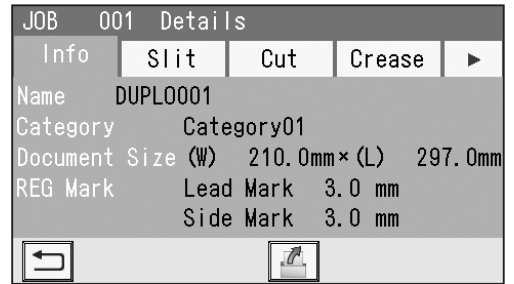 JOB 001 Details
Info Slit Cut Crease ►
Name DUPLO001
Category Category01
Document Size (W) 210.0mm×(L) 297.0mm
REG Mark Lead Mark 3.0 mm
Side Mark 3.0 mm